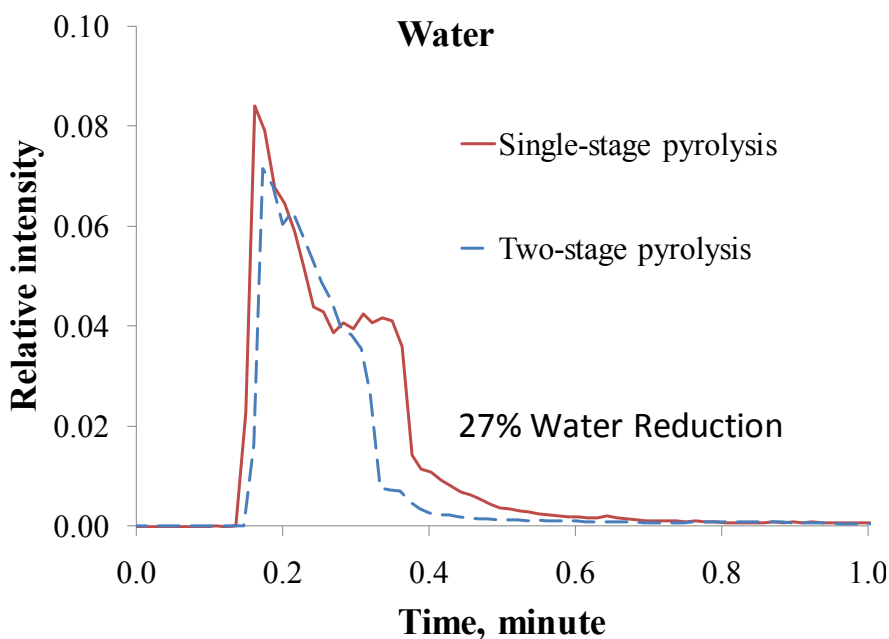 Water
Relative intensity
0.10
0.08
0.06
0.04
0.02
0.00
Single-stage pyrolysis
Two-stage pyrolysis
27% Water Reduction
0.0 0.2 0.4 0.6 0.8 1.0
Time, minute